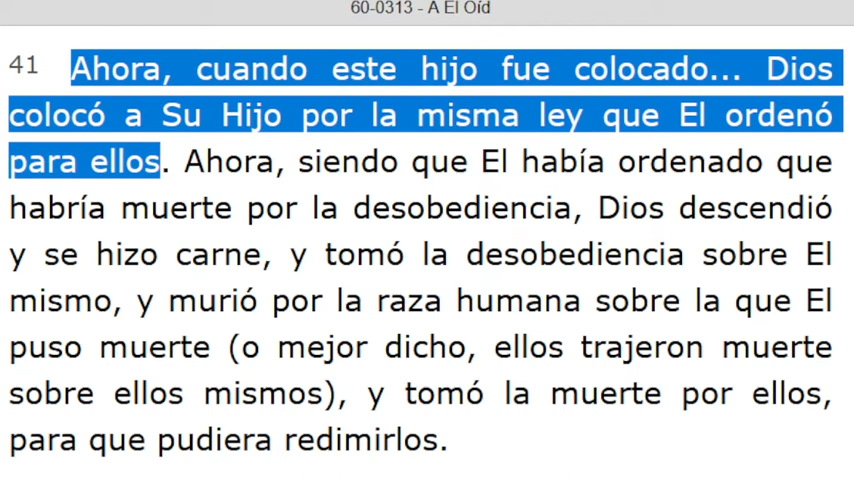 60-0313 - A El Oíd
41 Ahora, cuando este hijo fue colocado... Dios
colocó a Su Hijo por la misma ley que El ordenó
para ellos. Ahora, siendo que El había ordenado que
habría muerte por la desobediencia, Dios descendió
y se hizo carne, y tomó la desobediencia sobre El
mismo, y murió por la raza humana sobre la que El
puso muerte (o mejor dicho, ellos trajeron muerte
sobre ellos mismos), y tomó la muerte por ellos,
para que pudiera redimirlos.